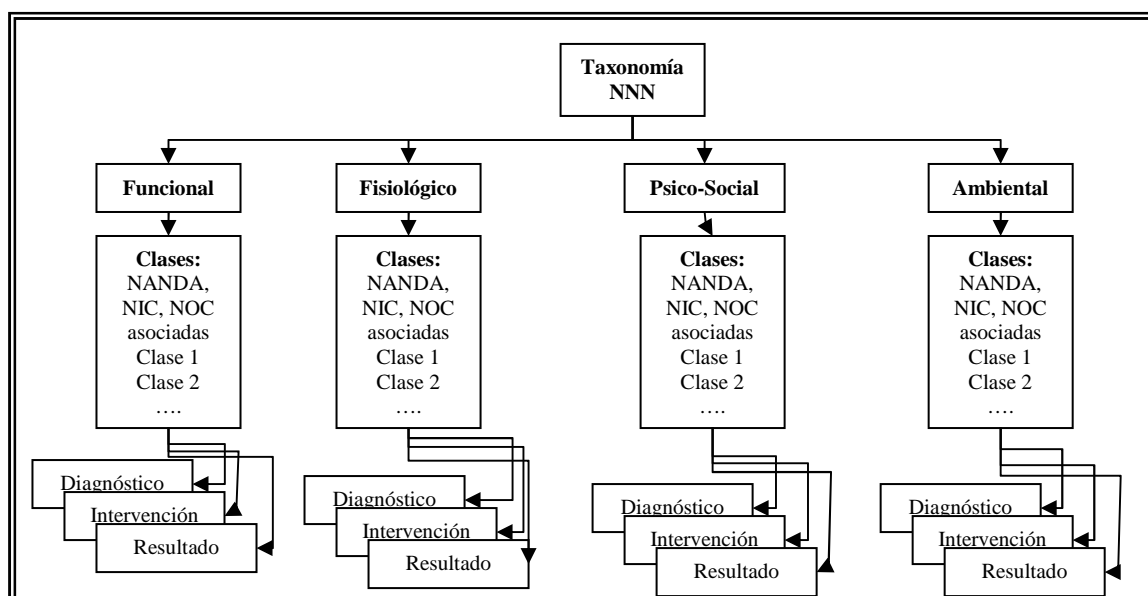 Taxonomía
NNN
Funcional
Fisiológico
Psico-Social
Ambiental
Clases:
NANDA,
NIC, NOC
asociadas
Clase 1
Clase 2
….
Clases:
NANDA,
NIC, NOC
asociadas
Clase 1
Clase 2
….
Clases:
NANDA,
NIC, NOC
asociadas
Clase 1
Clase 2
….
Clases:
NANDA,
NIC, NOC
asociadas
Clase 1
Clase 2
….
Diagnóstico
Intervención
Resultado
Diagnóstico
Intervención
Resultado
Diagnóstico
Intervención
Resultado
Diagnóstico
Intervención
Resultado